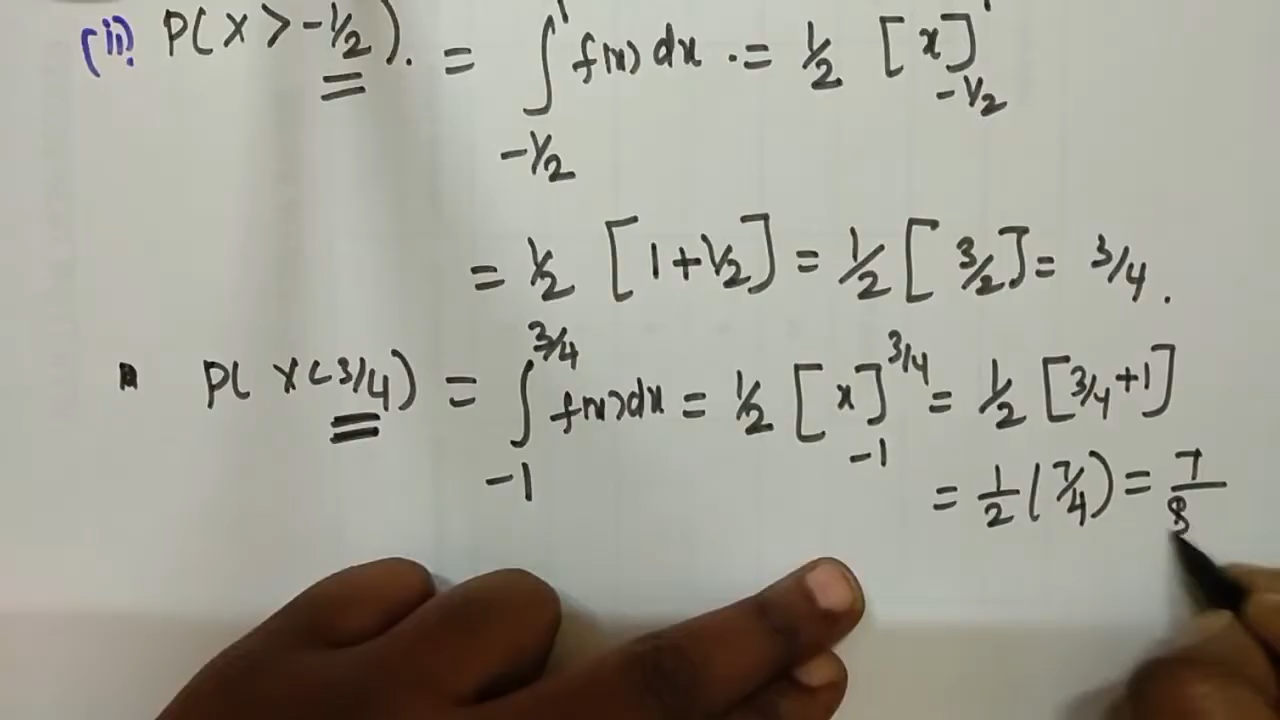 (ii) P(X > -1/2). = ∫_{-1/2}^{1} f(x) dx . = 1/2 [x]_{-1/2}^{1}
= 1/2 [1+1/2] = 1/2 [3/2] = 3/4 .
P( X < 3/4) = ∫_{-1}^{3/4} f(x) dx = 1/2 [x]_{-1}^{3/4} = 1/2 [3/4 +1]
= 1/2 (7/4) = 7/8